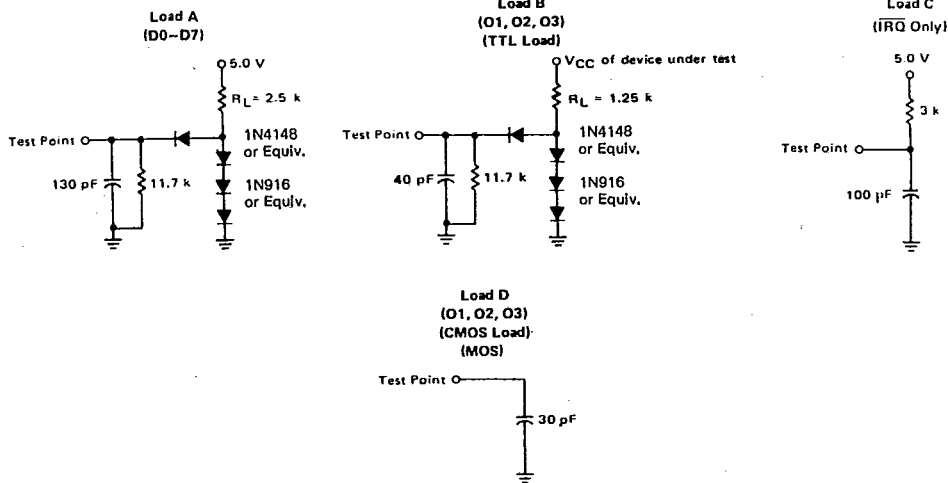 Load A
(D0~D7)
5.0 V
RL = 2.5 k
Test Point
1N4148
or Equiv.
130 pF
11.7 k
1N916
or Equiv.
Load B
(O1, O2, O3)
(TTL Load)
VCC of device under test
RL = 1.25 k
Test Point
1N4148
or Equiv.
40 pF
11.7 k
1N916
or Equiv.
Load C
(IRQ Only)
5.0 V
3 k
Test Point
100 pF
Load D
(O1, O2, O3)
(CMOS Load)
(MOS)
Test Point
30 pF